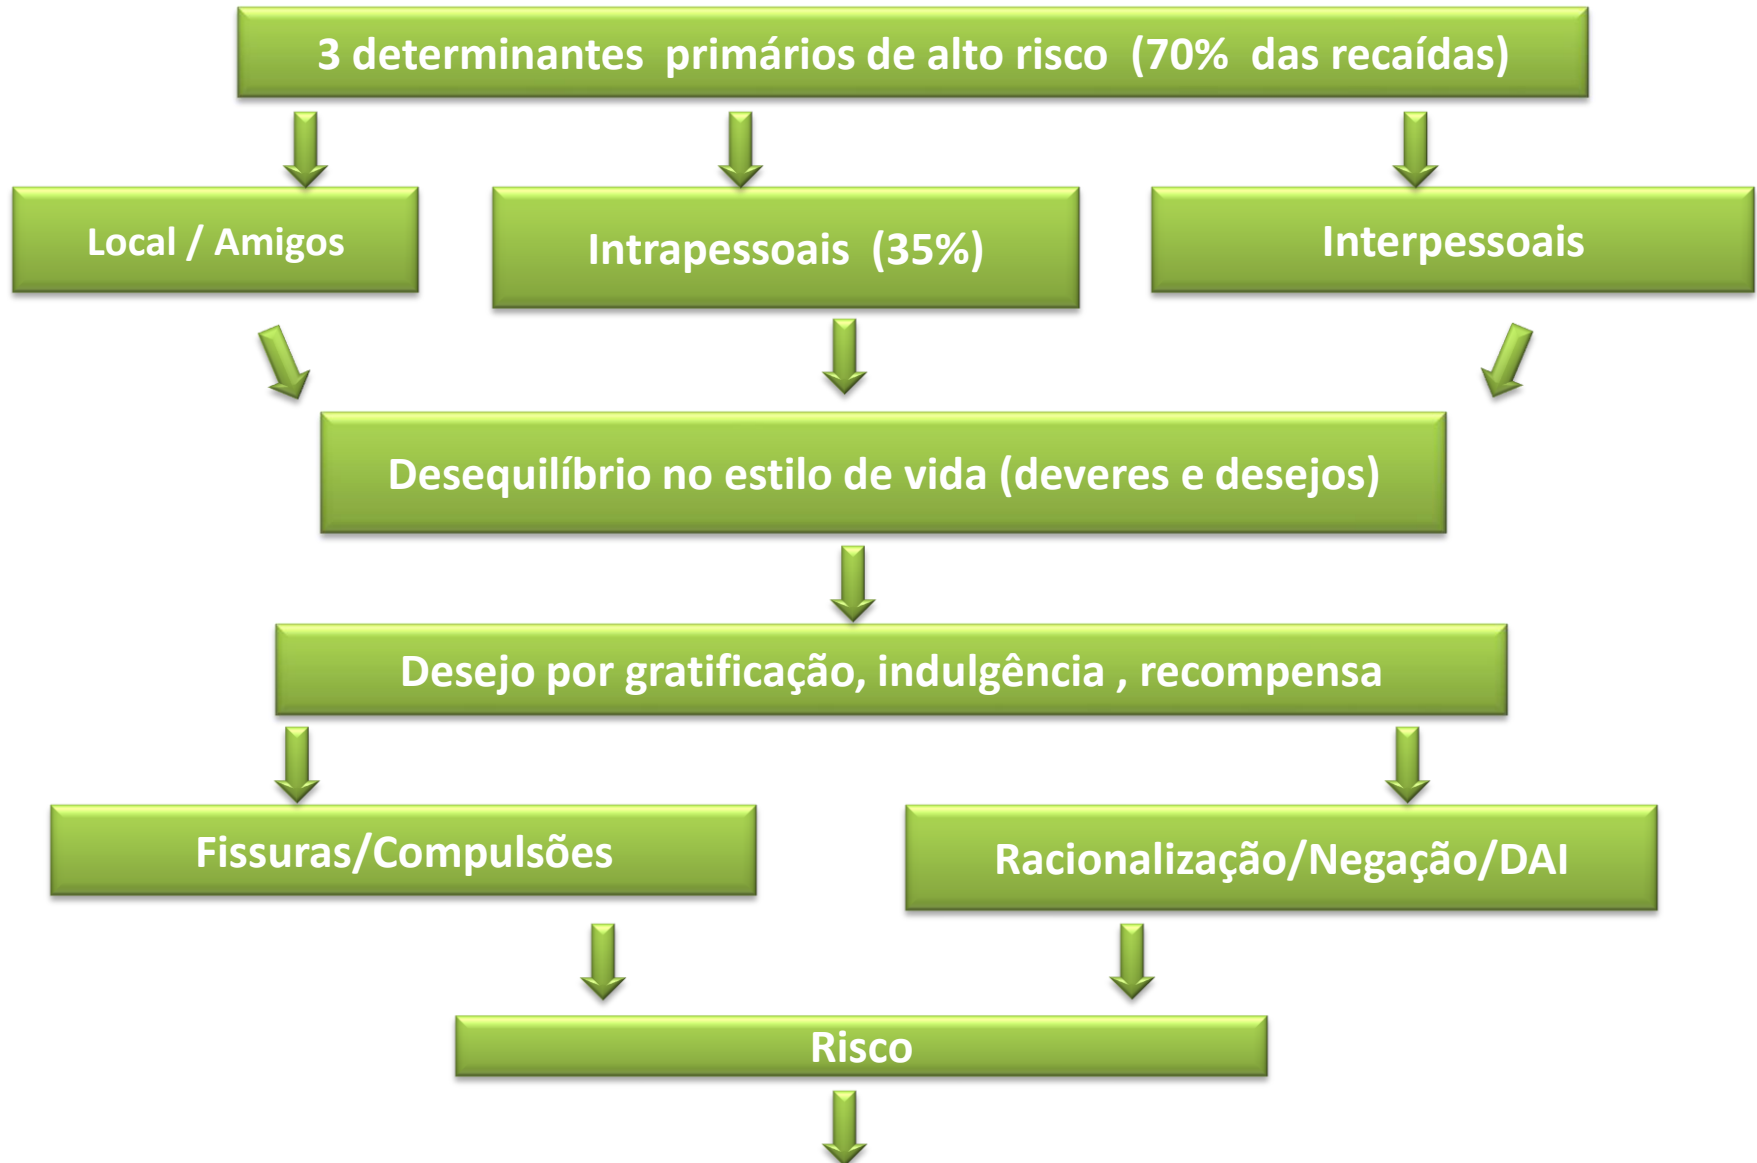 3 determinantes primários de alto risco (70% das recaídas)
Local / Amigos
Intrapessoais (35%)
Interpessoais
Desequilíbrio no estilo de vida (deveres e desejos)
Desejo por gratificação, indulgência , recompensa
Fissuras/Compulsões
Racionalização/Negação/DAI
Risco